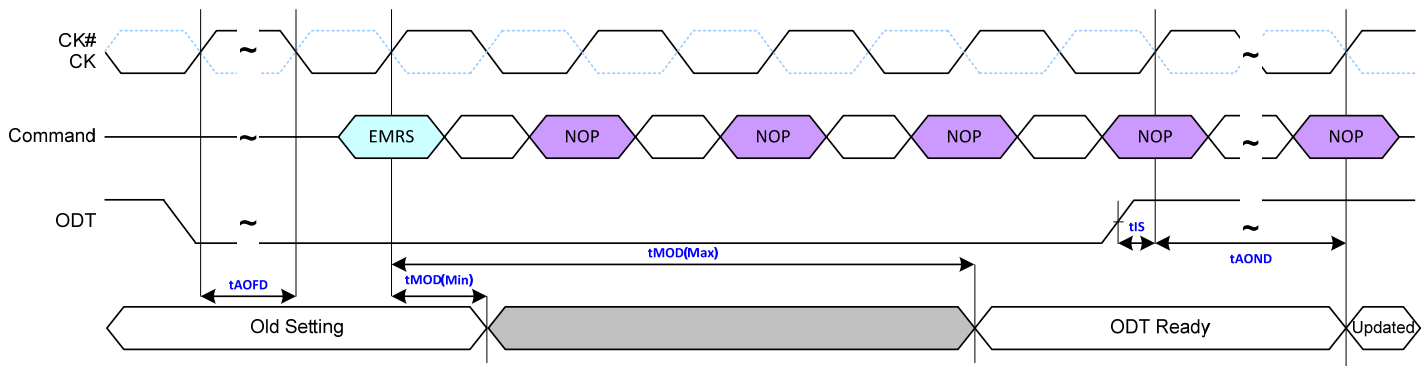 CK#
CK
~ ~
Command EMRS NOP NOP NOP NOP NOP
~ ~
ODT
~ ~
tIS
tMOD(Max)
tAOND
tMOD(Min)
tAOFD
Old Setting ODT Ready Updated